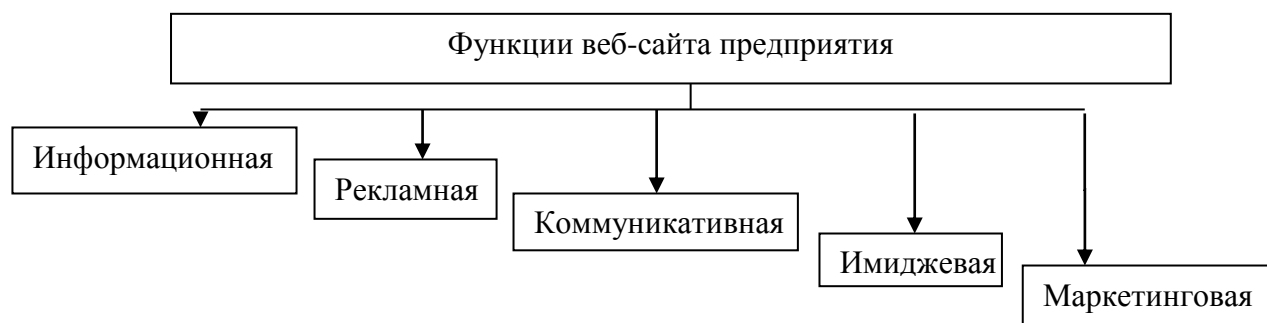 Функции веб-сайта предприятия
Информационная
Рекламная
Коммуникативная
Имиджевая
Маркетинговая